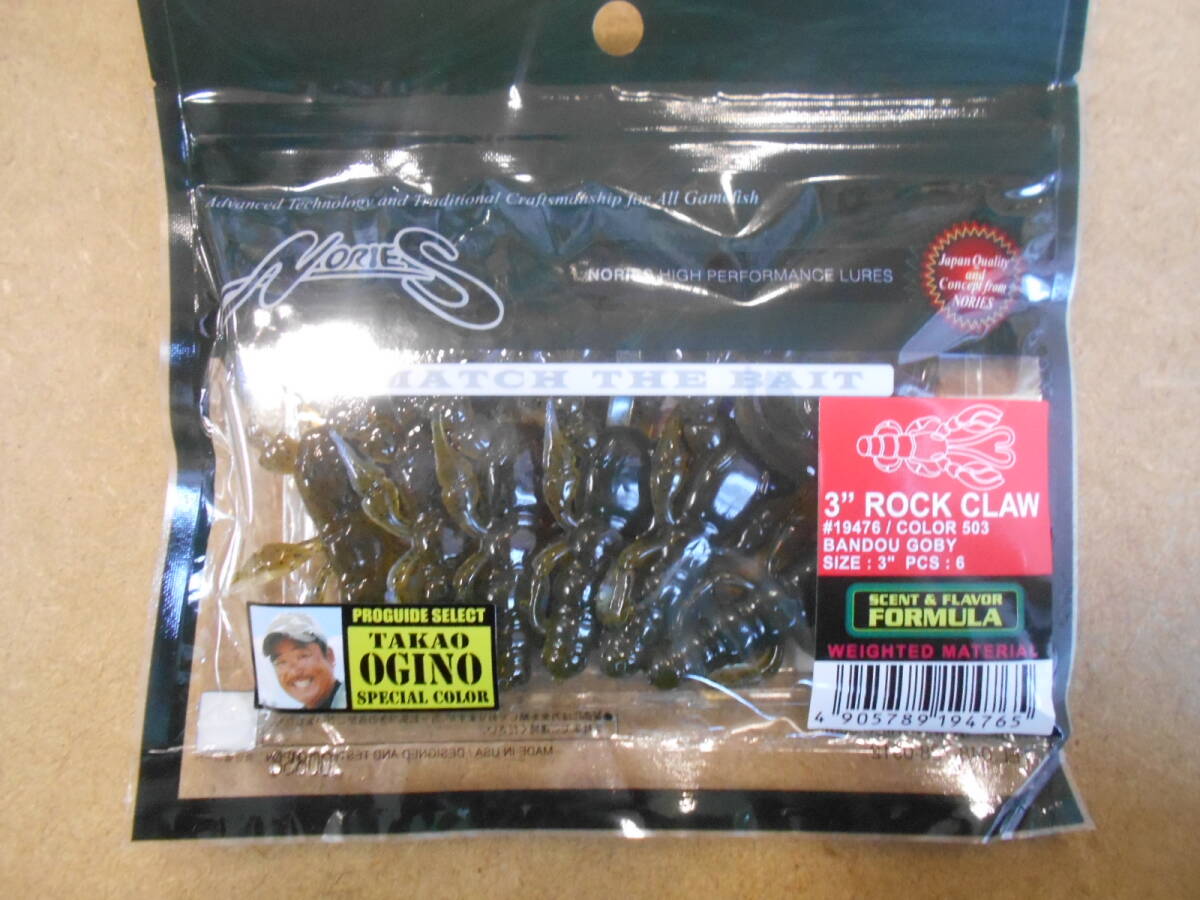 Advanced Technology and Traditional Craftsmanship for All Gamefish
NORIES
NORIES HIGH PERFORMANCE LURES
Japan Quality
and
Concept from
NORIES
MATCH THE BAIT
3" ROCK CLAW
#19476 / COLOR 503
BANDOU GOBY
SIZE : 3" PCS : 6
SCENT & FLAVOR
FORMULA
WEIGHTED MATERIAL
4 905789 194765
PROGUIDE SELECT
TAKAO
OGINO
SPECIAL COLOR
MADE IN USA / DESIGNED AND